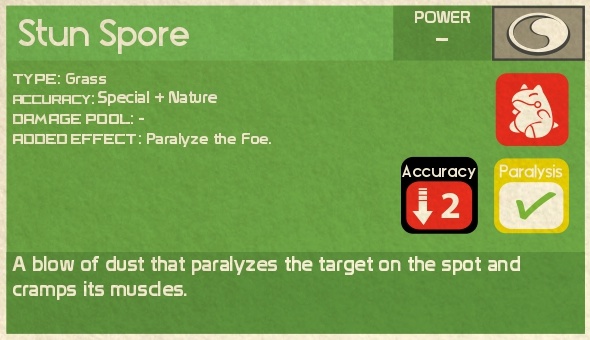 Stun Spore
POWER
–
TYPE: Grass
ACCURACY: Special + Nature
DAMAGE POOL: -
ADDED EFFECT: Paralyze the Foe.
Accuracy
2
Paralysis
A blow of dust that paralyzes the target on the spot and
cramps its muscles.